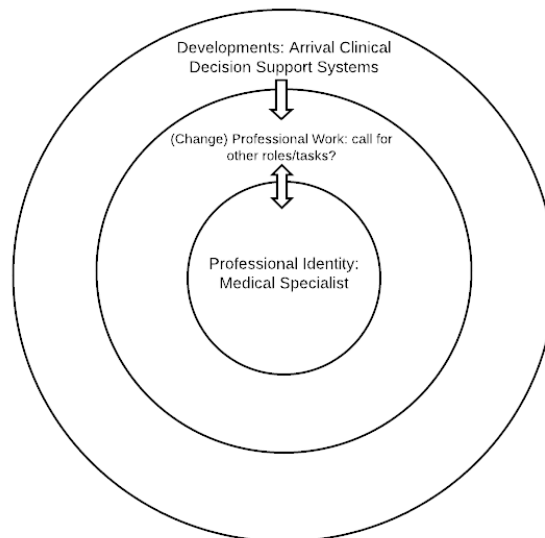 Developments: Arrival Clinical
Decision Support Systems
(Change) Professional Work: call for
other roles/tasks?
Professional Identity:
Medical Specialist